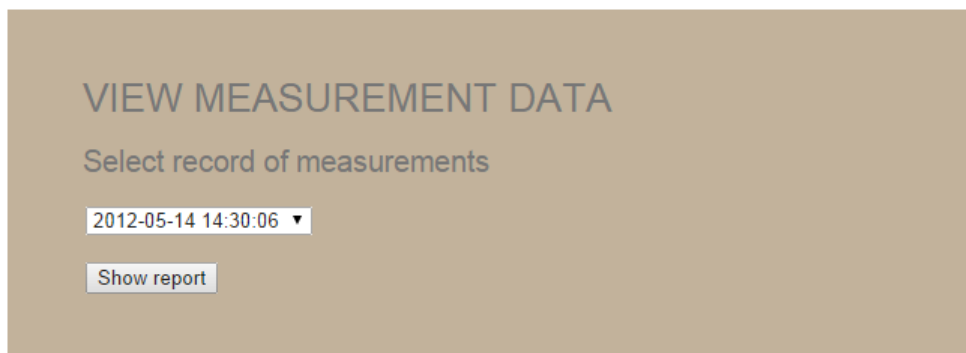 VIEW MEASUREMENT DATA
Select record of measurements
2012-05-14 14:30:06
Show report